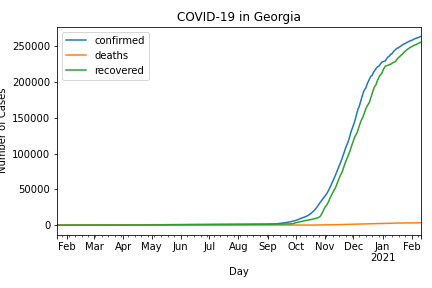 COVID-19 in Georgia
confirmed
deaths
recovered
250000
200000
150000
100000
50000
0
Number of Cases
Feb Mar Apr May Jun Jul Aug Sep Oct Nov Dec Jan Feb
2021
Day